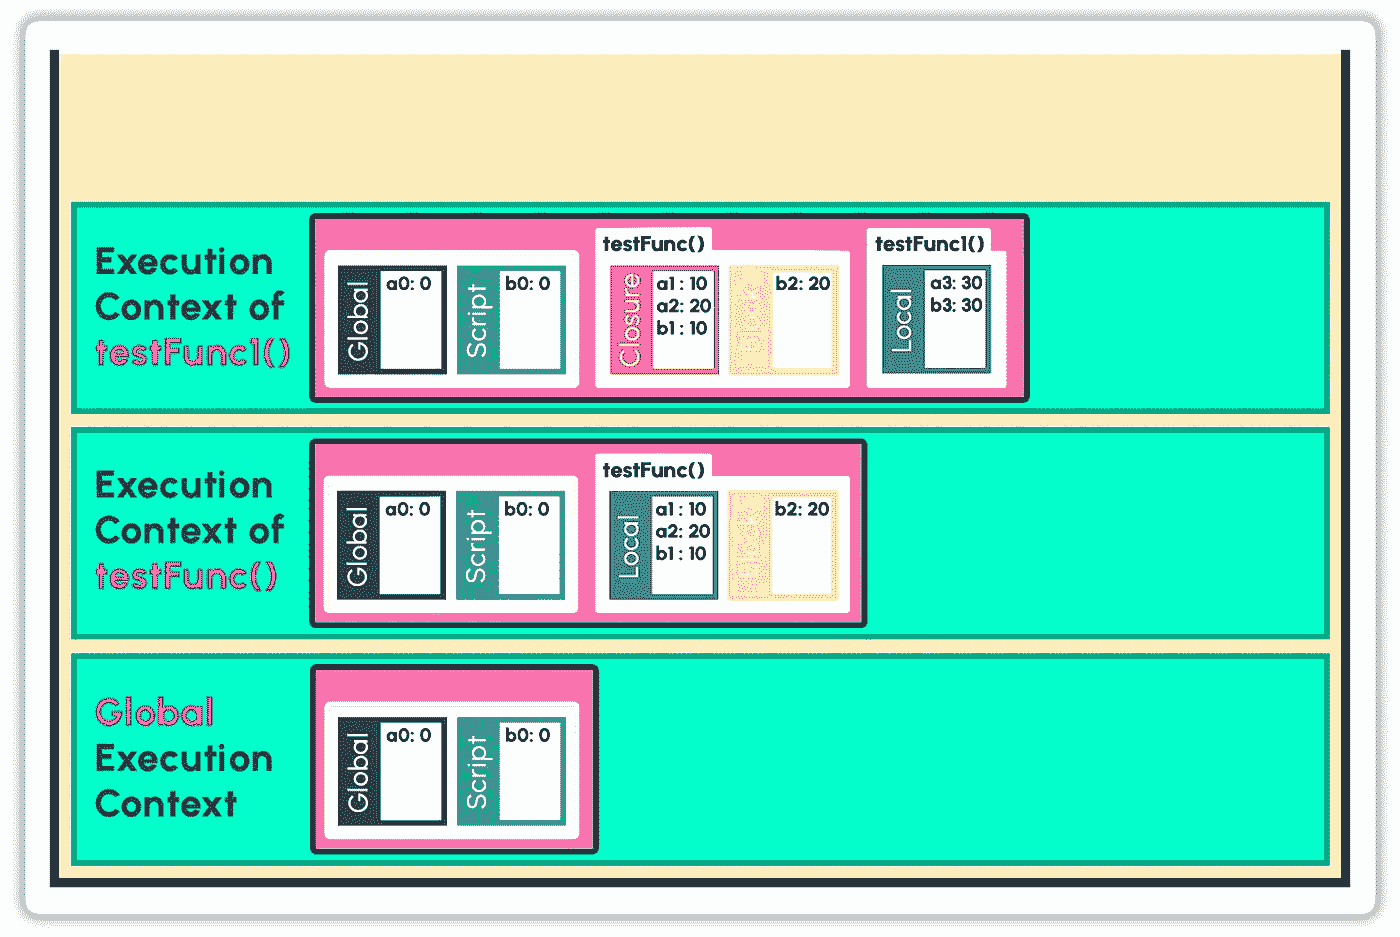 Execution
Context of
testFunc1()
Global
a0: 0
Script
b0: 0
testFunc()
Closure
a1 : 10
a2: 20
b1 : 10
b2: 20
testFunc1()
Local
a3: 30
b3: 30
Execution
Context of
testFunc()
Global
a0: 0
Script
b0: 0
testFunc()
Local
a1 : 10
a2: 20
b1 : 10
b2: 20
Global
Execution
Context
Global
a0: 0
Script
b0: 0